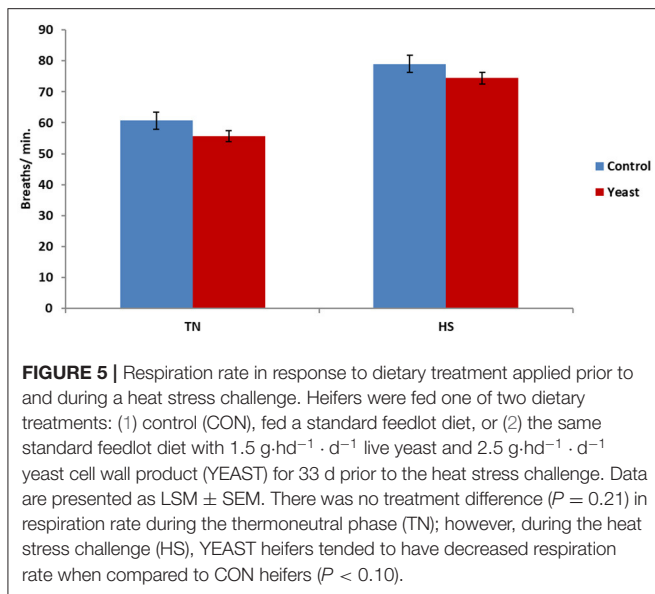 90
80
70
60
50
40
30
20
10
0
Breaths/ min.
TN
HS
Control
Yeast
FIGURE 5 | Respiration rate in response to dietary treatment applied prior to
and during a heat stress challenge. Heifers were fed one of two dietary
treatments: (1) control (CON), fed a standard feedlot diet, or (2) the same
standard feedlot diet with 1.5 g·hd⁻¹ · d⁻¹ live yeast and 2.5 g·hd⁻¹ · d⁻¹
yeast cell wall product (YEAST) for 33 d prior to the heat stress challenge. Data
are presented as LSM ± SEM. There was no treatment difference (P = 0.21) in
respiration rate during the thermoneutral phase (TN); however, during the heat
stress challenge (HS), YEAST heifers tended to have decreased respiration
rate when compared to CON heifers (P < 0.10).